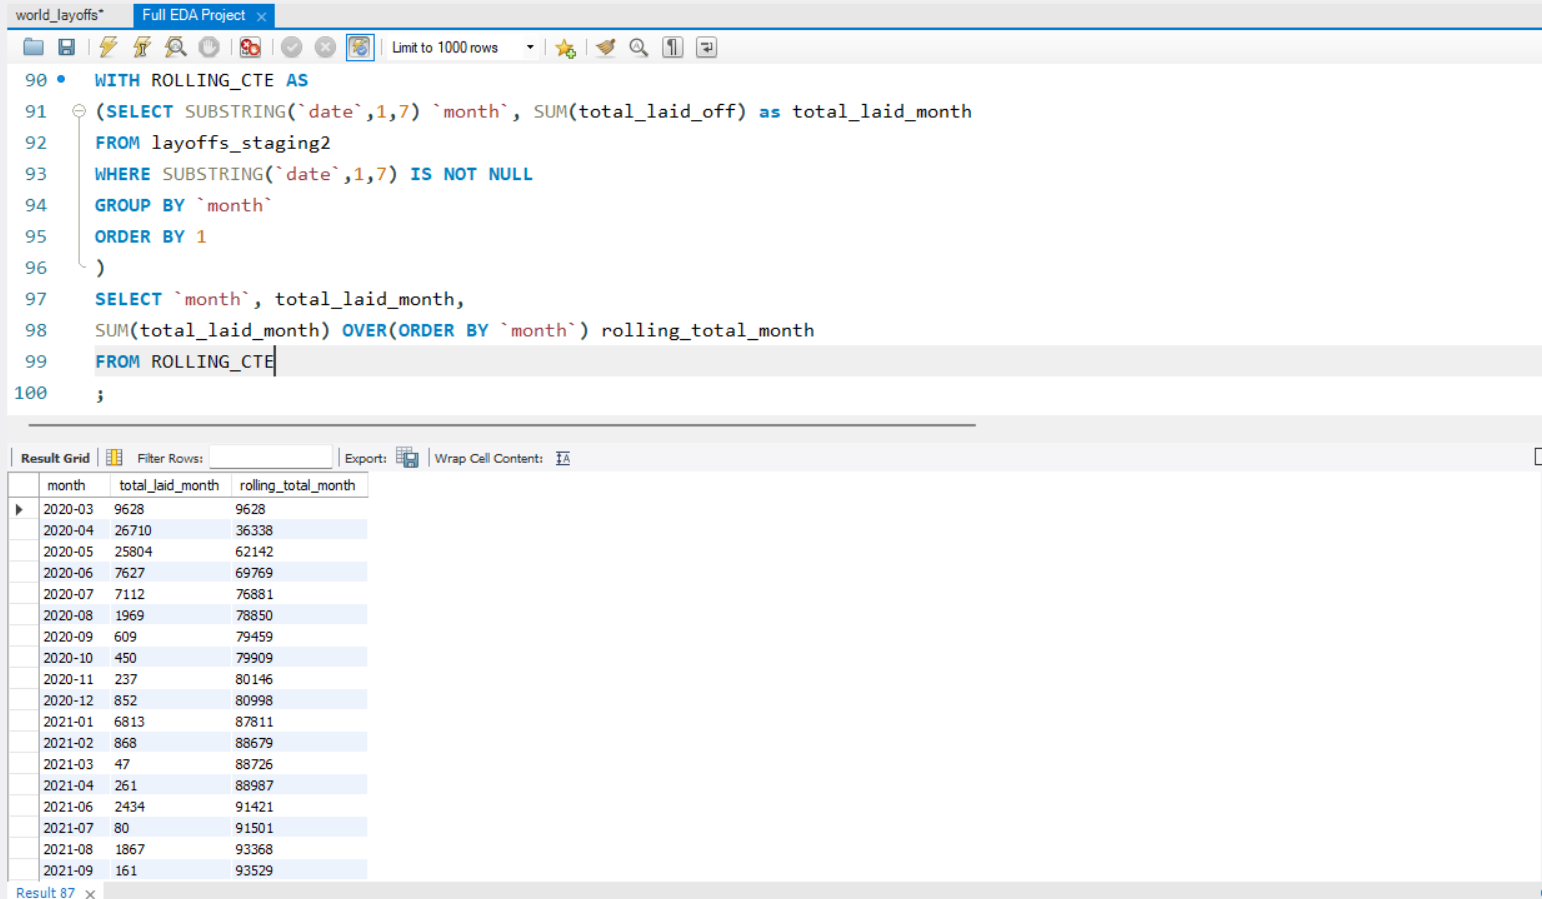 world_layoffs* Full EDA Project
Limit to 1000 rows
90 WITH ROLLING_CTE AS
91 (SELECT SUBSTRING(`date`,1,7) `month`, SUM(total_laid_off) as total_laid_month
92 FROM layoffs_staging2
93 WHERE SUBSTRING(`date`,1,7) IS NOT NULL
94 GROUP BY `month`
95 ORDER BY 1
96 )
97 SELECT `month`, total_laid_month,
98 SUM(total_laid_month) OVER(ORDER BY `month`) rolling_total_month
99 FROM ROLLING_CTE
100 ;
Result Grid Filter Rows: Export: Wrap Cell Content: IA
month total_laid_month rolling_total_month
2020-03 9628 9628
2020-04 26710 36338
2020-05 25804 62142
2020-06 7627 69769
2020-07 7112 76881
2020-08 1969 78850
2020-09 609 79459
2020-10 450 79909
2020-11 237 80146
2020-12 852 80998
2021-01 6813 87811
2021-02 868 88679
2021-03 47 88726
2021-04 261 88987
2021-06 2434 91421
2021-07 80 91501
2021-08 1867 93368
2021-09 161 93529
Result 87